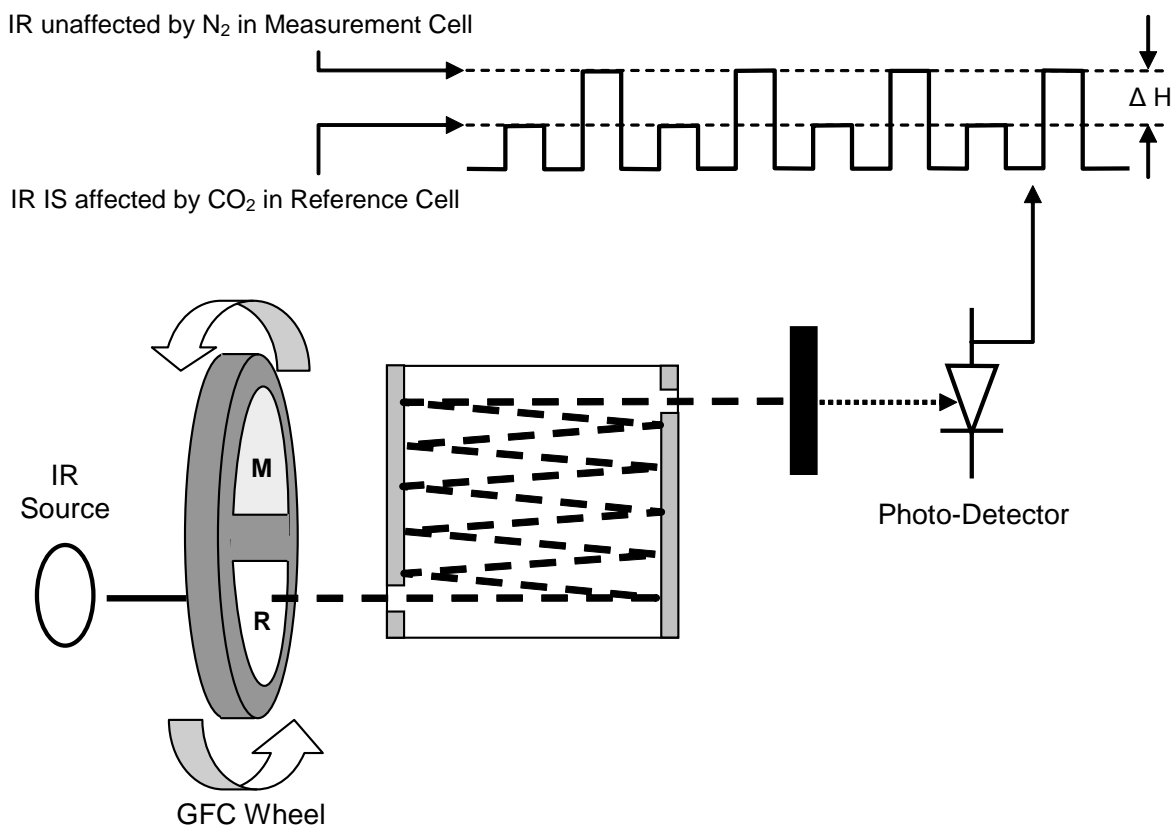 IR unaffected by N₂ in Measurement Cell
Δ H
IR IS affected by CO₂ in Reference Cell
M
IR
Source
R
Photo-Detector
GFC Wheel